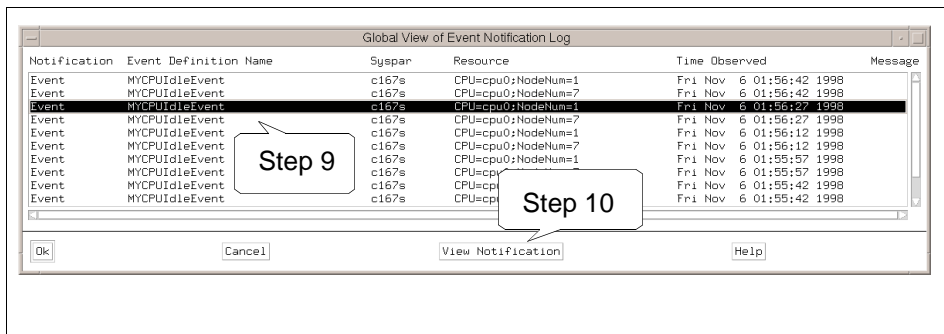 Global View of Event Notification Log
Notification Event Definition Name Syspar Resource Time Observed Message
Event MYCPUIdleEvent c167s CPU=cpu0;NodeNum=1 Fri Nov 6 01:56:42 1998
Event MYCPUIdleEvent c167s CPU=cpu0;NodeNum=7 Fri Nov 6 01:56:42 1998
Event MYCPUIdleEvent c167s CPU=cpu0;NodeNum=1 Fri Nov 6 01:56:27 1998
Event MYCPUIdleEvent c167s CPU=cpu0;NodeNum=7 Fri Nov 6 01:56:27 1998
Event MYCPUIdleEvent c167s CPU=cpu0;NodeNum=1 Fri Nov 6 01:56:12 1998
Event MYCPUIdleEvent c167s CPU=cpu0;NodeNum=7 Fri Nov 6 01:56:12 1998
Event MYCPUIdleEvent c167s CPU=cpu0;NodeNum=1 Fri Nov 6 01:55:57 1998
Event MYCPUIdleEvent c167s Fri Nov 6 01:55:57 1998
Event MYCPUIdleEvent c167s Fri Nov 6 01:55:42 1998
Event MYCPUIdleEvent c167s Fri Nov 6 01:55:42 1998
Step 9
Step 10
Ok Cancel View Notification Help